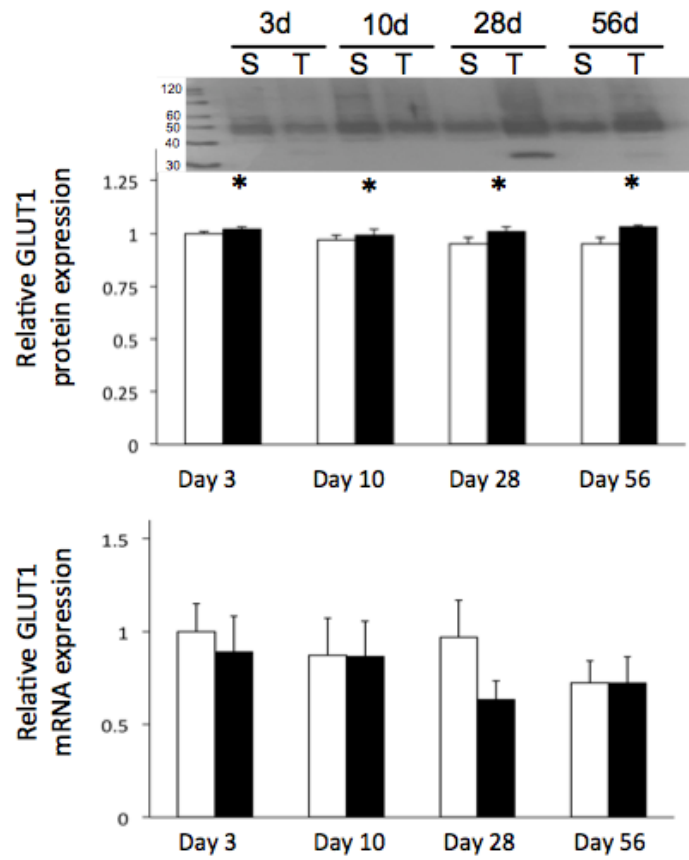 3d 10d 28d 56d
S T S T S T S T
120
60
50
40
30
* * * *
Relative GLUT1
protein expression
1.25
1
0.75
0.5
0.25
0
Day 3 Day 10 Day 28 Day 56
Relative GLUT1
mRNA expression
1.5
1
0.5
0
Day 3 Day 10 Day 28 Day 56